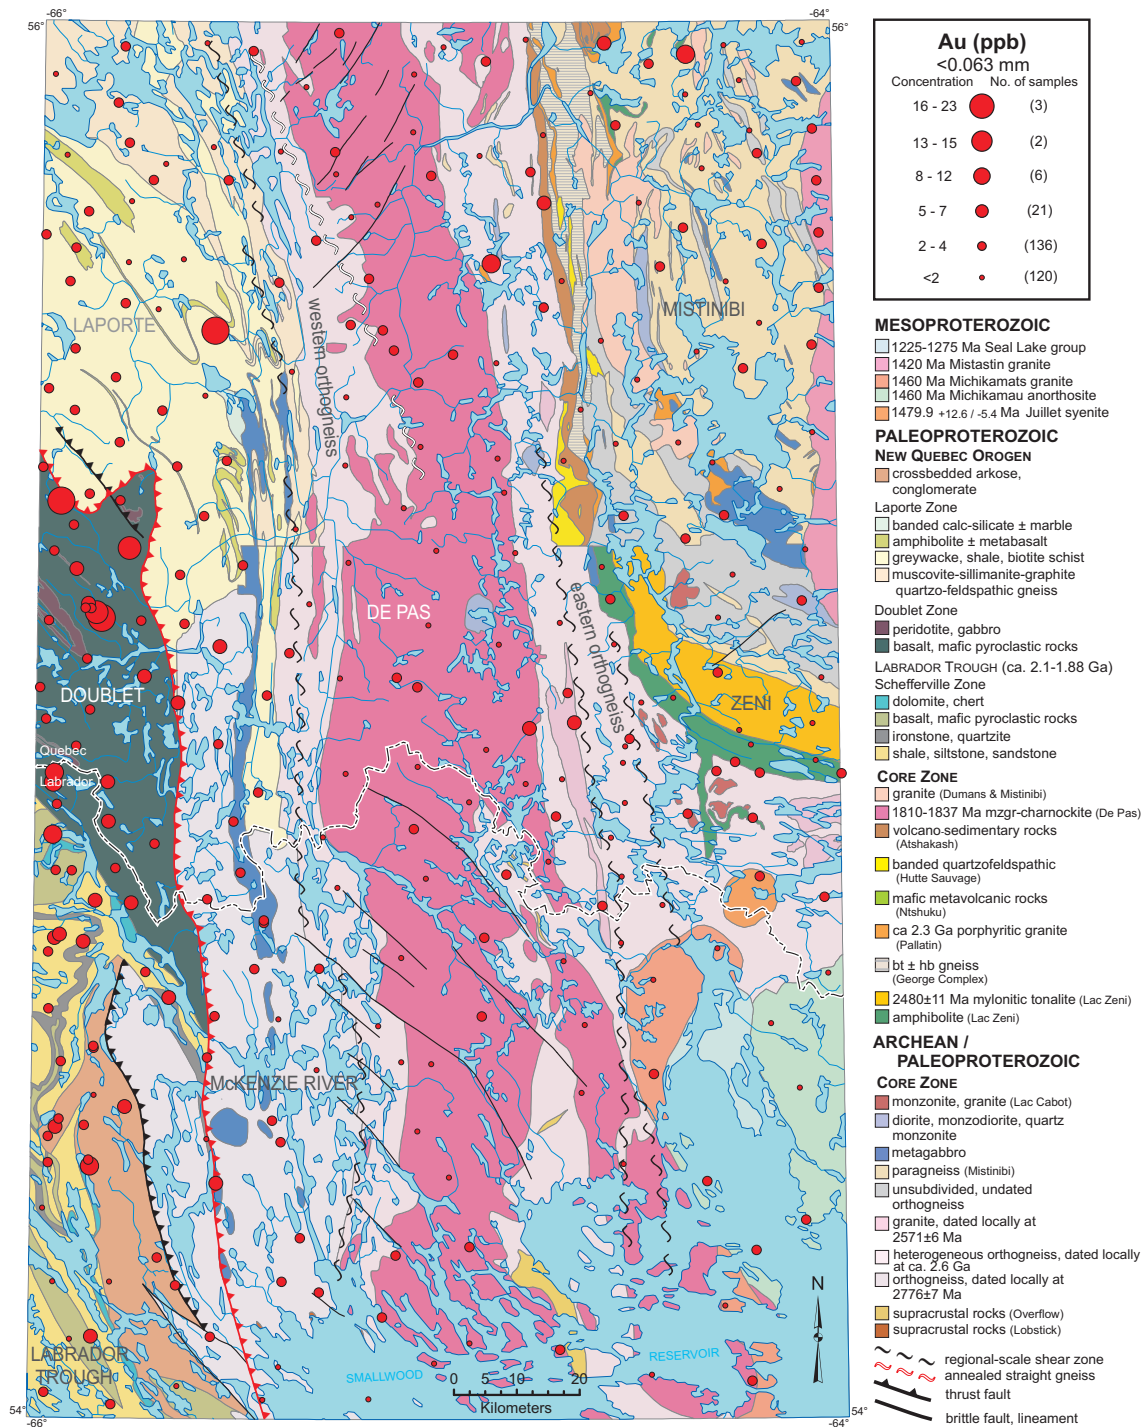 -66°
-64°
56°
56°
LAPORTE
western orthogneiss
MISTINIBI
DE PAS
eastern orthogneiss
DOUBLET
ZENI
Quebec
Labrador
McKENZIE RIVER
LABRADOR
TROUGH
SMALLWOOD
RESERVOIR
N
0 5 10 20
Kilometers
54°
-66°
54°
-64°
Au (ppb)
<0.063 mm
Concentration No. of samples
16 - 23 (3)
13 - 15 (2)
8 - 12 (6)
5 - 7 (21)
2 - 4 (136)
<2 (120)
MESOPROTEROZOIC
1225-1275 Ma Seal Lake group
1420 Ma Mistastin granite
1460 Ma Michikamats granite
1460 Ma Michikamau anorthosite
1479.9 +12.6 / -5.4 Ma Juillet syenite
PALEOPROTEROZOIC
NEW QUEBEC OROGEN
crossbedded arkose,
conglomerate
Laporte Zone
banded calc-silicate ± marble
amphibolite ± metabasalt
greywacke, shale, biotite schist
muscovite-sillimanite-graphite
quartzo-feldspathic gneiss
Doublet Zone
peridotite, gabbro
basalt, mafic pyroclastic rocks
LABRADOR TROUGH (ca. 2.1-1.88 Ga)
Schefferville Zone
dolomite, chert
basalt, mafic pyroclastic rocks
ironstone, quartzite
shale, siltstone, sandstone
CORE ZONE
granite (Dumans & Mistinibi)
1810-1837 Ma mzgr-charnockite (De Pas)
volcano-sedimentary rocks
(Atshakash)
banded quartzofeldspathic
(Hutte Sauvage)
mafic metavolcanic rocks
(Ntshuku)
ca 2.3 Ga porphyritic granite
(Pallatin)
bt ± hb gneiss
(George Complex)
2480±11 Ma mylonitic tonalite (Lac Zeni)
amphibolite (Lac Zeni)
ARCHEAN /
PALEOPROTEROZOIC
CORE ZONE
monzonite, granite (Lac Cabot)
diorite, monzodiorite, quartz
monzonite
metagabbro
paragneiss (Mistinibi)
unsubdivided, undated
orthogneiss
granite, dated locally at
2571±6 Ma
heterogeneous orthogneiss, dated locally
at ca. 2.6 Ga
orthogneiss, dated locally at
2776±7 Ma
supracrustal rocks (Overflow)
supracrustal rocks (Lobstick)
regional-scale shear zone
annealed straight gneiss
thrust fault
brittle fault, lineament